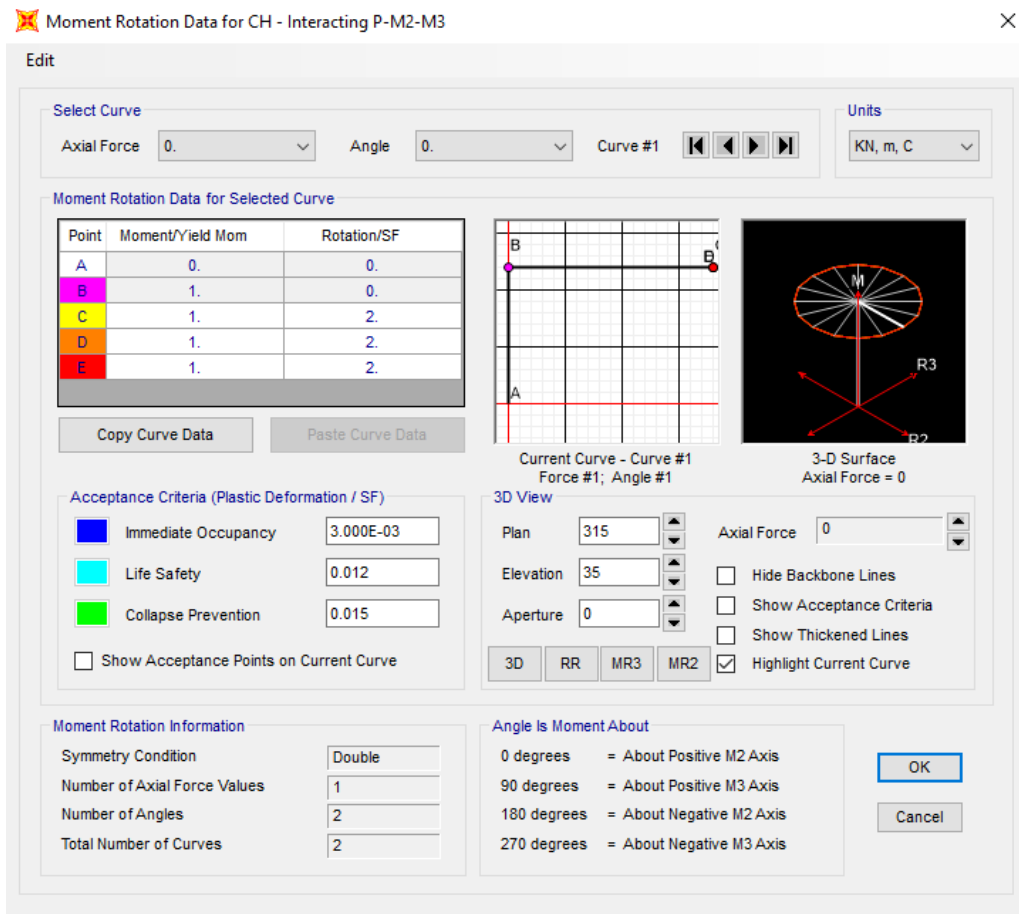 Moment Rotation Data for CH - Interacting P-M2-M3
Edit
Select Curve
Axial Force 0. Angle 0. Curve #1
Units
KN, m, C
Moment Rotation Data for Selected Curve
Point Moment/Yield Mom Rotation/SF
A 0. 0.
B 1. 0.
C 1. 2.
D 1. 2.
E 1. 2.
Copy Curve Data Paste Curve Data
B
A
Current Curve - Curve #1
Force #1; Angle #1
M
R3
R2
3-D Surface
Axial Force = 0
Acceptance Criteria (Plastic Deformation / SF)
Immediate Occupancy 3.000E-03
Life Safety 0.012
Collapse Prevention 0.015
Show Acceptance Points on Current Curve
3D View
Plan 315
Elevation 35
Aperture 0
3D RR MR3 MR2
Axial Force 0
Hide Backbone Lines
Show Acceptance Criteria
Show Thickened Lines
Highlight Current Curve
Moment Rotation Information
Symmetry Condition Double
Number of Axial Force Values 1
Number of Angles 2
Total Number of Curves 2
Angle Is Moment About
0 degrees = About Positive M2 Axis
90 degrees = About Positive M3 Axis
180 degrees = About Negative M2 Axis
270 degrees = About Negative M3 Axis
OK
Cancel